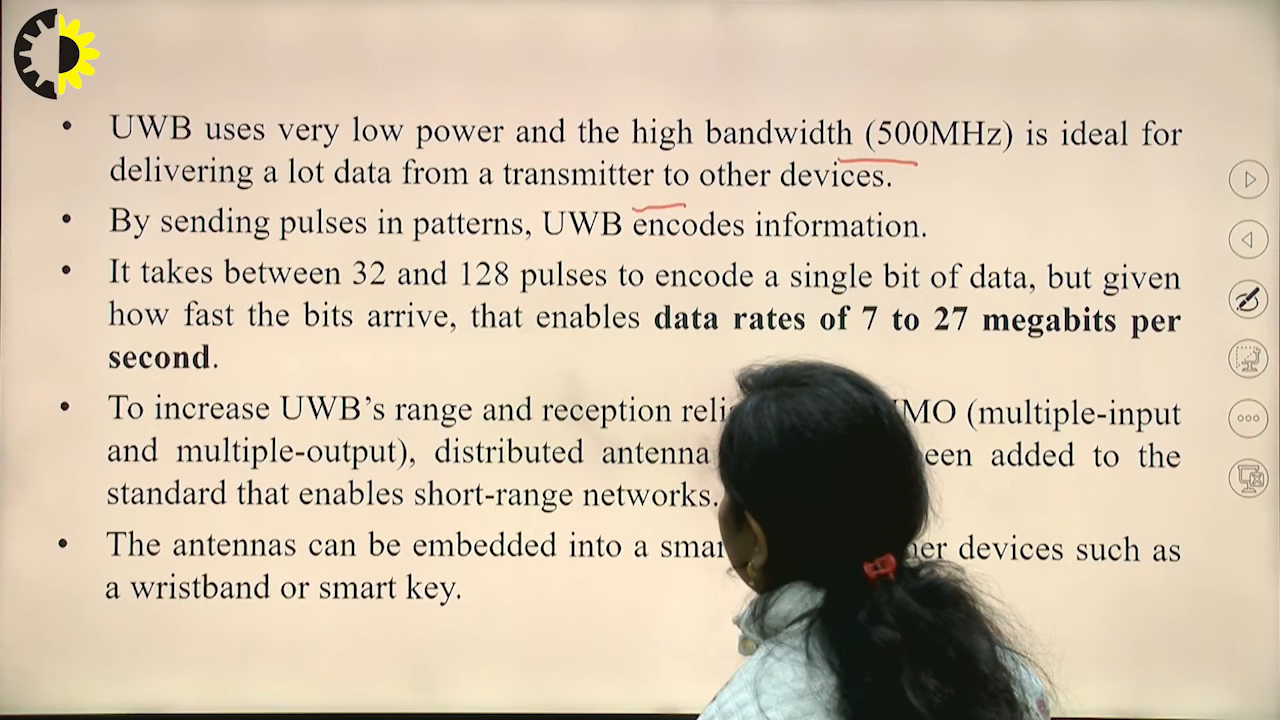 • UWB uses very low power and the high bandwidth (500MHz) is ideal for
delivering a lot data from a transmitter to other devices.
• By sending pulses in patterns, UWB encodes information.
• It takes between 32 and 128 pulses to encode a single bit of data, but given
how fast the bits arrive, that enables data rates of 7 to 27 megabits per
second.
• To increase UWB's range and reception (multiple-input
and multiple-output), distributed antenna added to the
standard that enables short-range networks.
• The antennas can be embedded into a devices such as
a wristband or smart key.